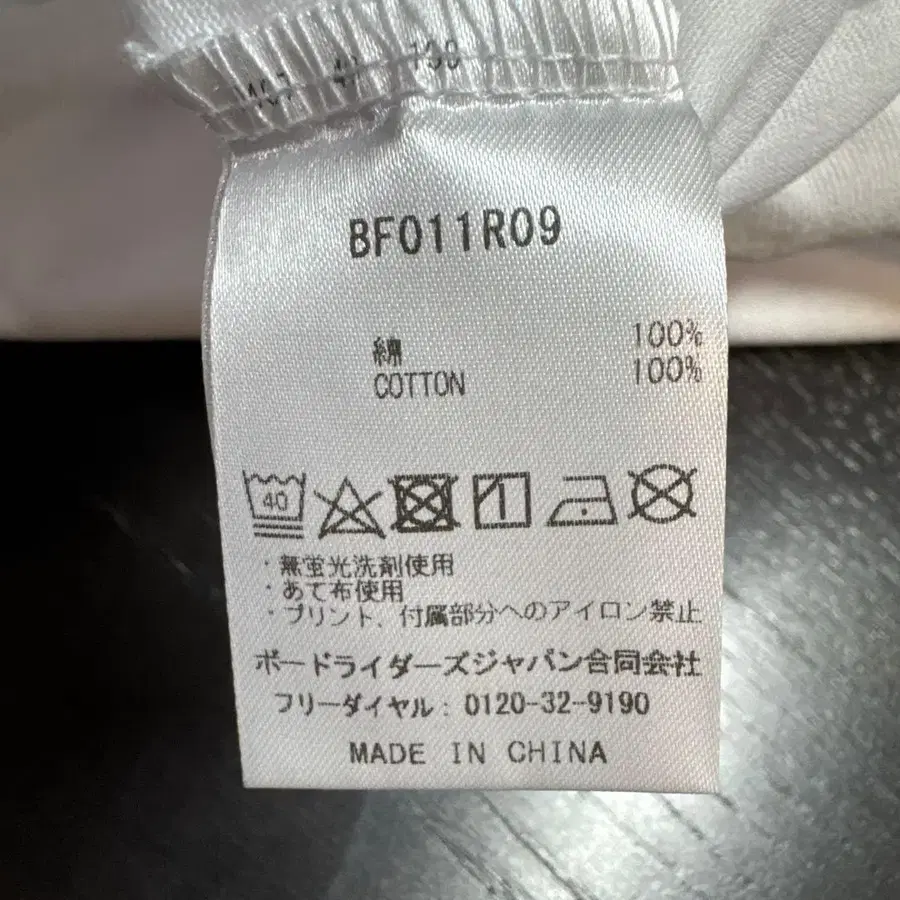 BF011R09
綿 100%
COTTON 100%
40
・無蛍光洗剤使用
・あて布使用
・プリント、付属部分へのアイロン禁止
ボードライダーズジャパン合同会社
フリーダイヤル：0120-32-9190
MADE IN CHINA